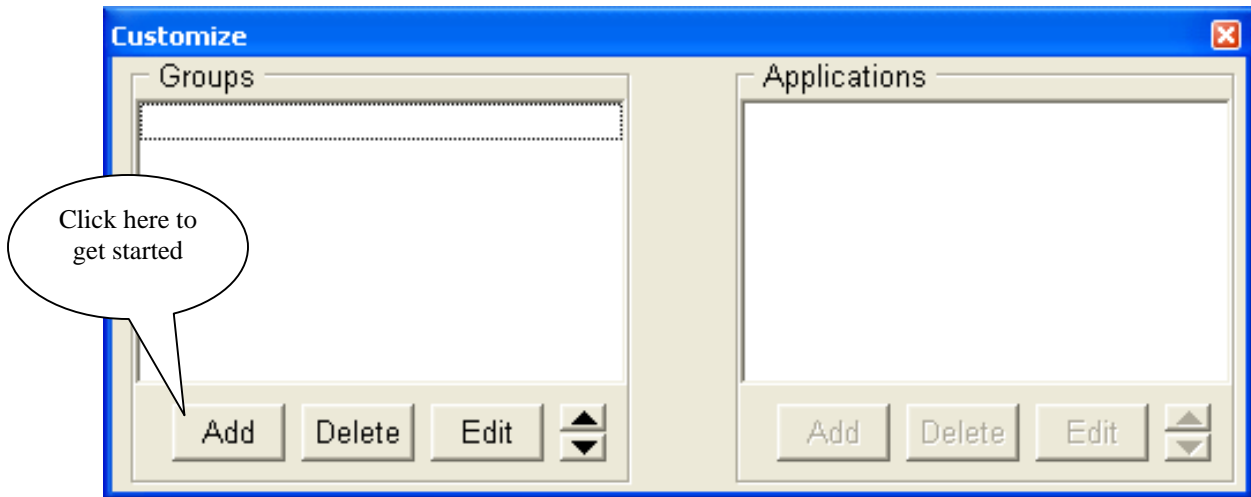 Customize
Groups
Applications
Click here to
get started
Add Delete Edit
Add Delete Edit